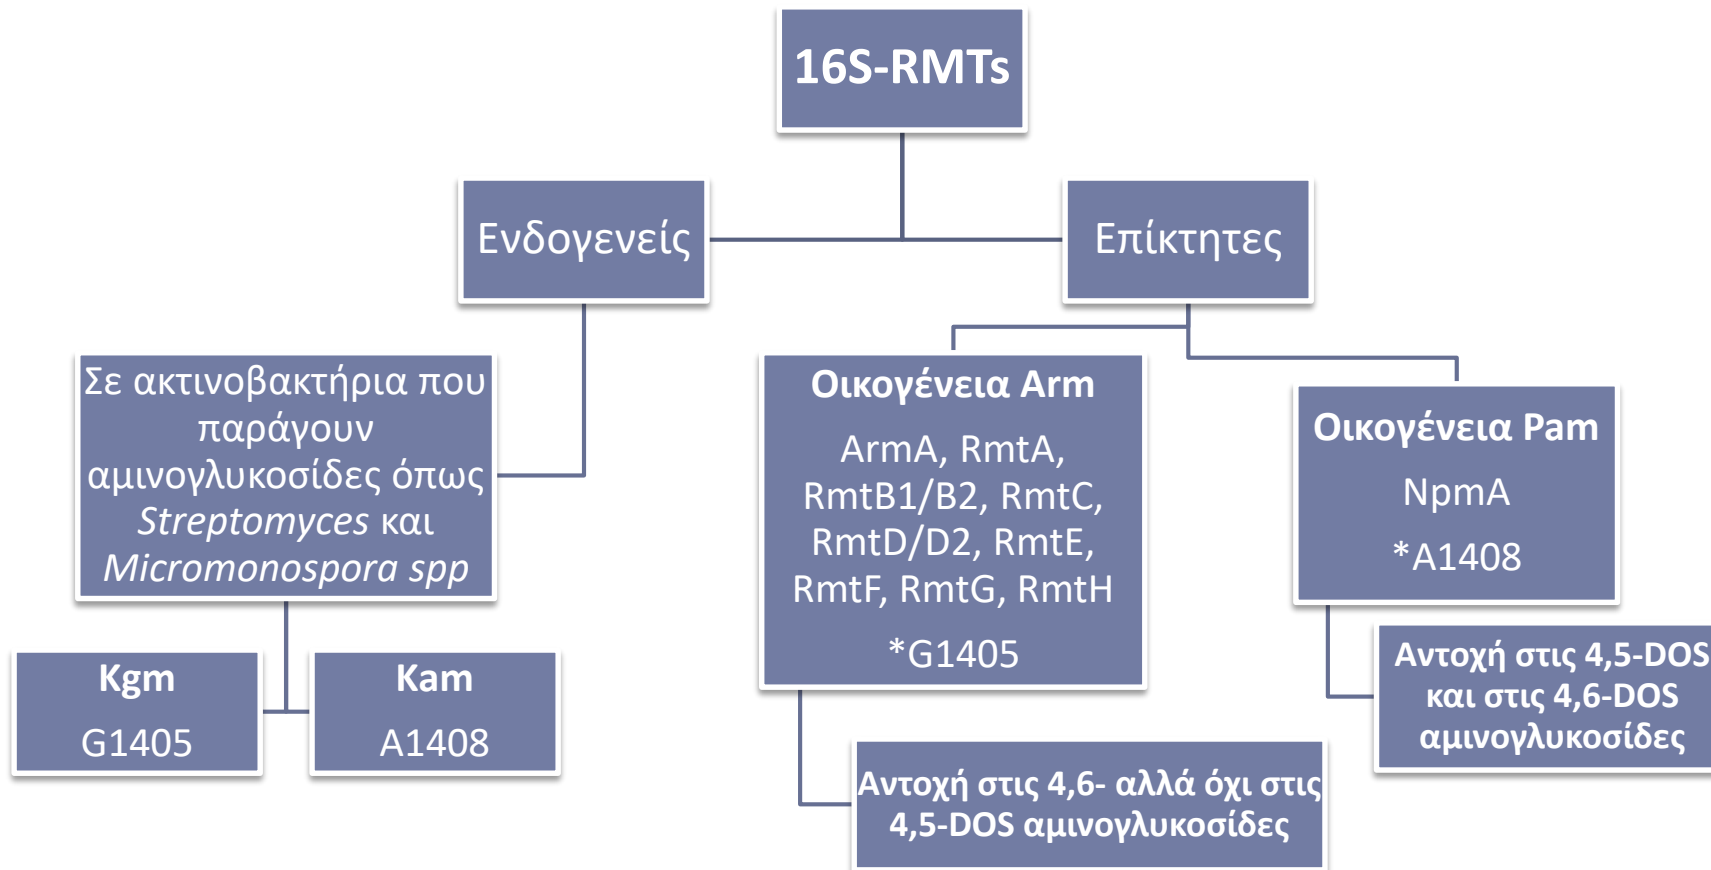 16S-RMTs
Ενδογενείς
Επίκτητες
Σε ακτινοβακτήρια που
παράγουν
αμινογλυκοσίδες όπως
Streptomyces και
Micromonospora spp
Kgm
G1405
Kam
A1408
Οικογένεια Arm
ArmA, RmtA,
RmtB1/B2, RmtC,
RmtD/D2, RmtE,
RmtF, RmtG, RmtH
*G1405
Αντοχή στις 4,6- αλλά όχι στις
4,5-DOS αμινογλυκοσίδες
Οικογένεια Pam
NpmA
*A1408
Αντοχή στις 4,5-DOS
και στις 4,6-DOS
αμινογλυκοσίδες